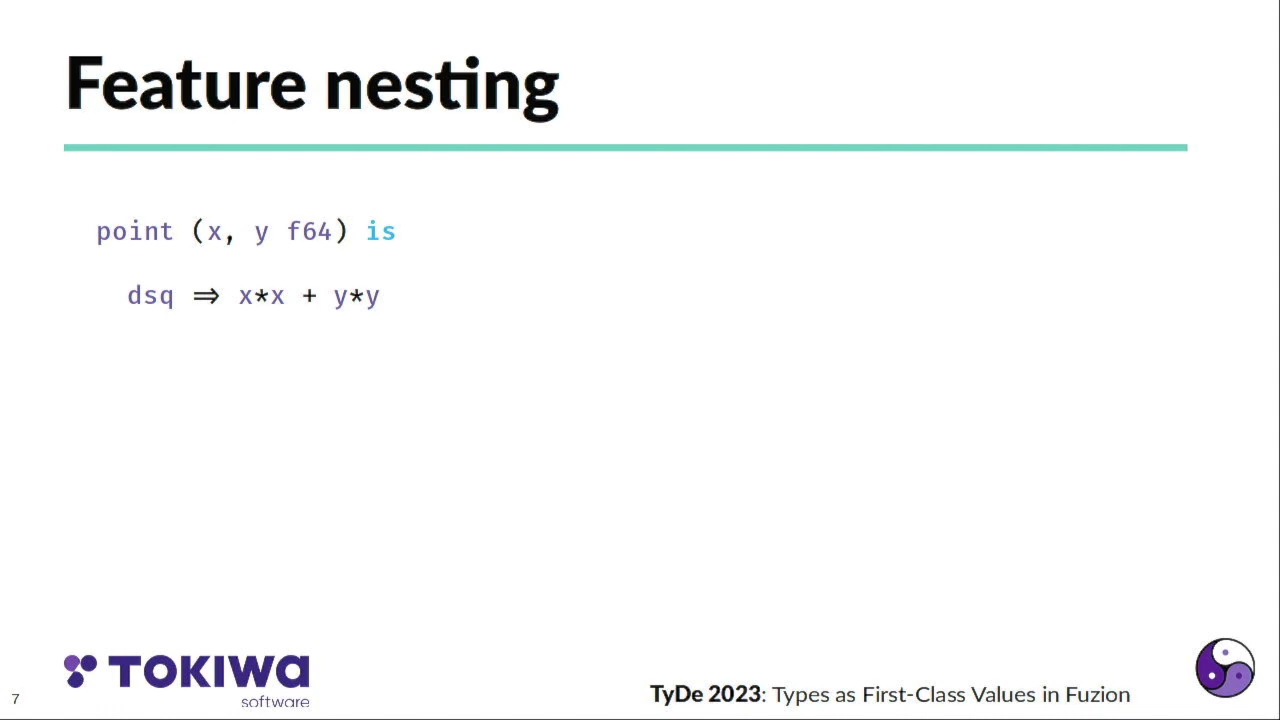 Feature nesting
point (x, y f64) is
dsq ⇒ x*x + y*y
TOKIWA
software
7
TyDe 2023: Types as First-Class Values in Fuzion